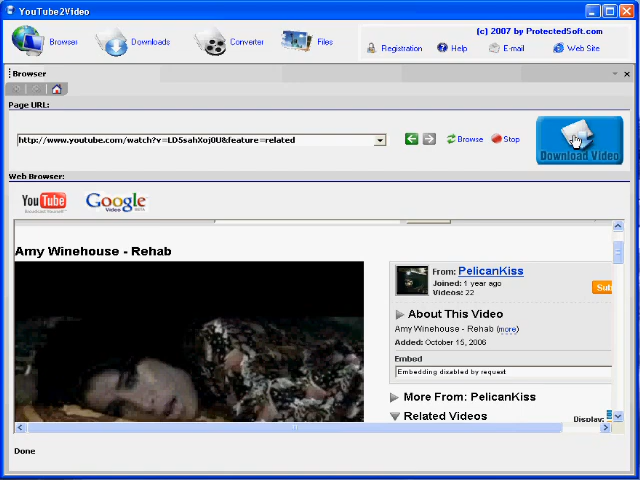 YouTube2Video
Browser
Downloads
Converter
Files
(c) 2007 by ProtectedSoft.com
Registration
Help
E-mail
Web Site
Browser
Page URL:
http://www.youtube.com/watch?v=LD5sahXoj0U&feature=related
Browse
Stop
Download Video
Web Browser:
YouTube
Google
Video
Amy Winehouse - Rehab
From: PelicanKiss
Joined: 1 year ago
Videos: 22
Sub
About This Video
Amy Winehouse - Rehab (more)
Added: October 15, 2006
Embed
Embedding disabled by request
More From: PelicanKiss
Related Videos
Display:
Done